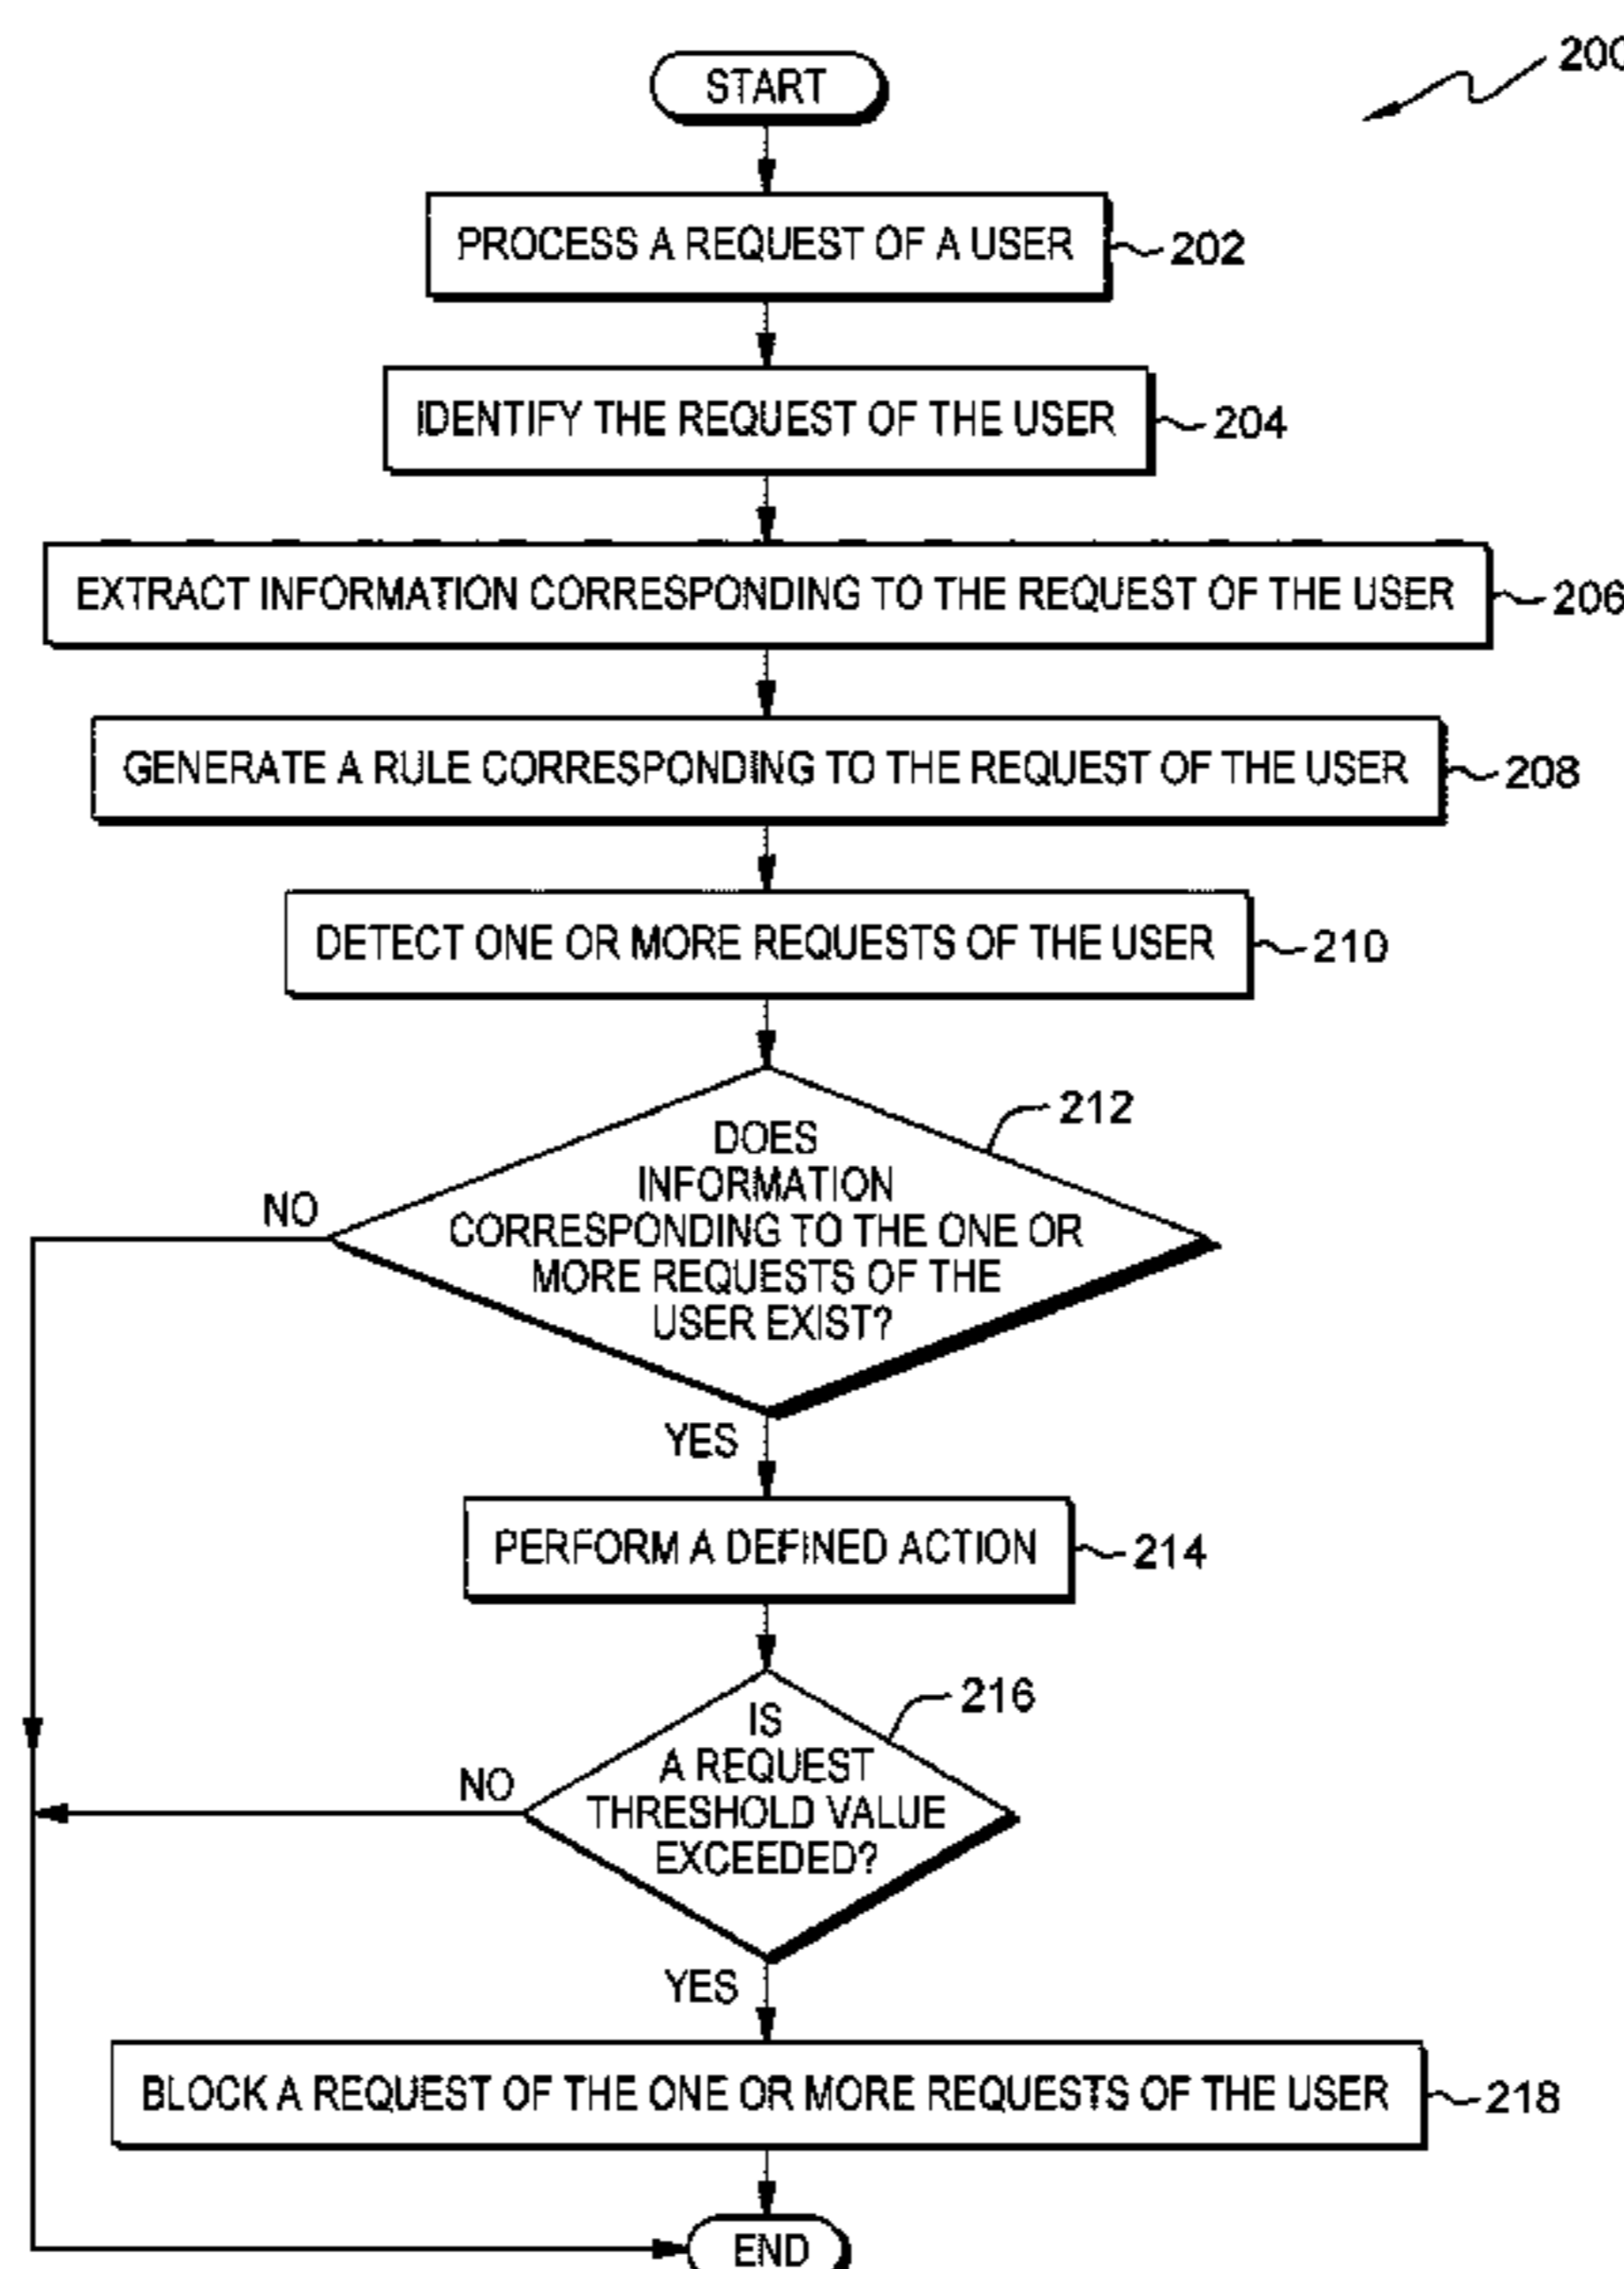 START
200
PROCESS A REQUEST OF A USER
202
IDENTIFY THE REQUEST OF THE USER
204
EXTRACT INFORMATION CORRESPONDING TO THE REQUEST OF THE USER
206
GENERATE A RULE CORRESPONDING TO THE REQUEST OF THE USER
208
DETECT ONE OR MORE REQUESTS OF THE USER
210
212
DOES
INFORMATION
CORRESPONDING TO THE ONE OR
MORE REQUESTS OF THE
USER EXIST?
NO
YES
PERFORM A DEFINED ACTION
214
216
IS
A REQUEST
THRESHOLD VALUE
EXCEEDED?
NO
YES
BLOCK A REQUEST OF THE ONE OR MORE REQUESTS OF THE USER
218
END